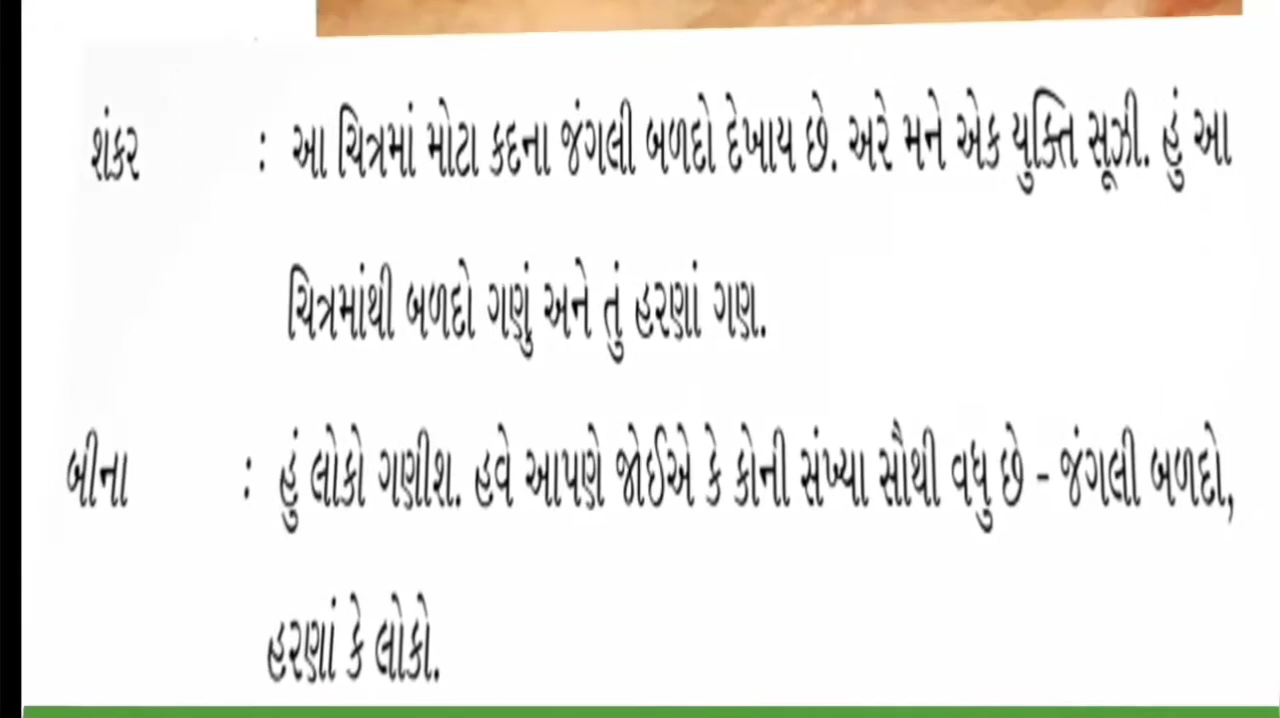 શંકર : આ ચિત્રમાં મોટા કદના જંગલી બળદો દેખાય છે. અરે મને એક યુક્તિ સૂઝી. હું આ
ચિત્રમાંથી બળદો ગણું અને તું હરણાં ગણ.
બીના : હું લોકો ગણીશ. હવે આપણે જોઈએ કે કોની સંખ્યા સૌથી વધુ છે - જંગલી બળદો,
હરણાં કે લોકો.